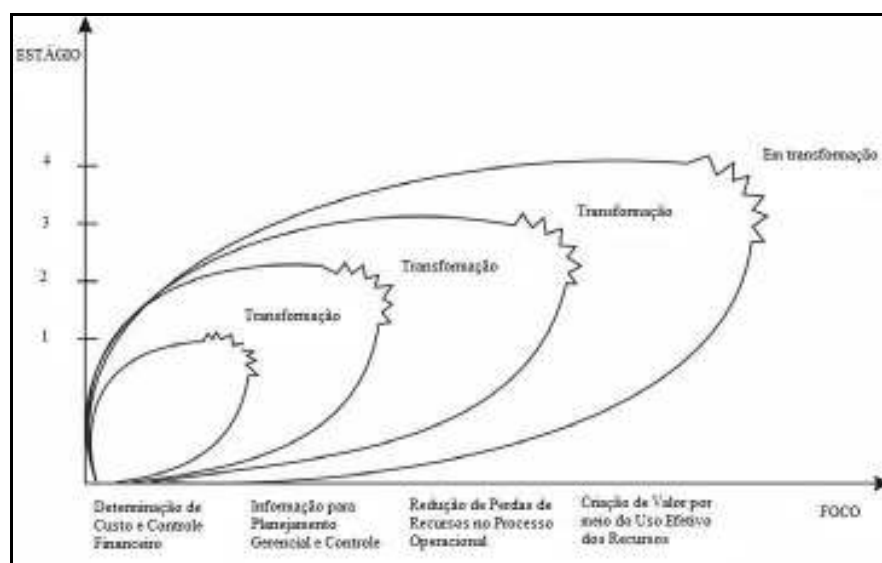 ESTÁGIO
4
Em transformação
3
Transformação
2
Transformação
1
Transformação
Determinação de
Custo e Controle
Financeiro
Informação para
Planejamento
Gerencial e Controle
Redução de Perdas de
Recursos no Processo
Operacional
Criação de Valor por
meio do Uso Efetivo
dos Recursos
FOCO